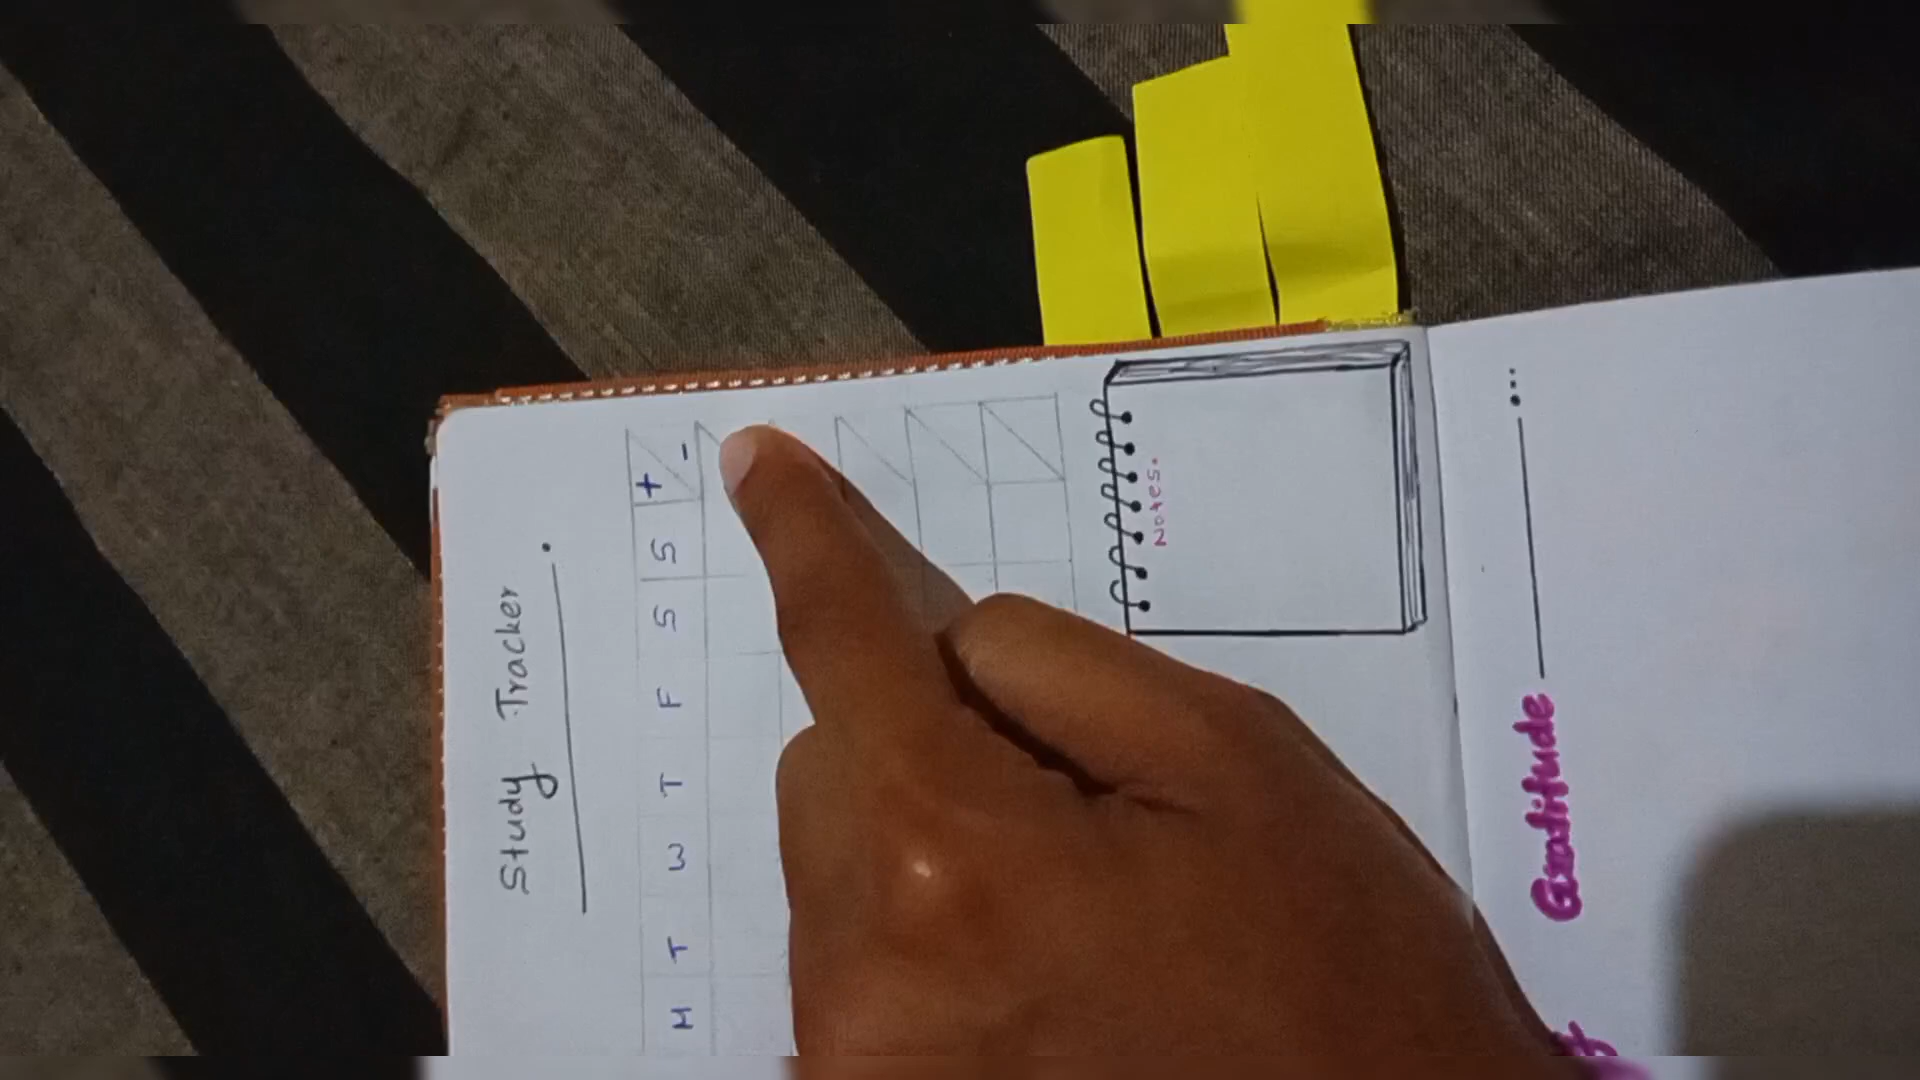 Study Tracker
M T W T F S S + -
Notes.
Gratitude